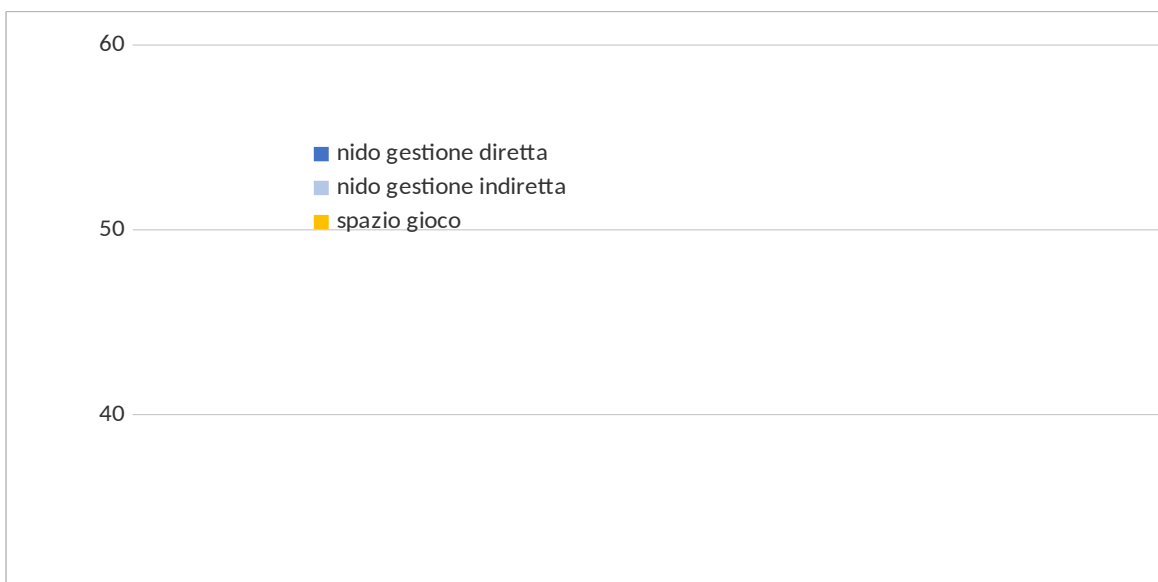 60
nido gestione diretta
nido gestione indiretta
spazio gioco
50
40